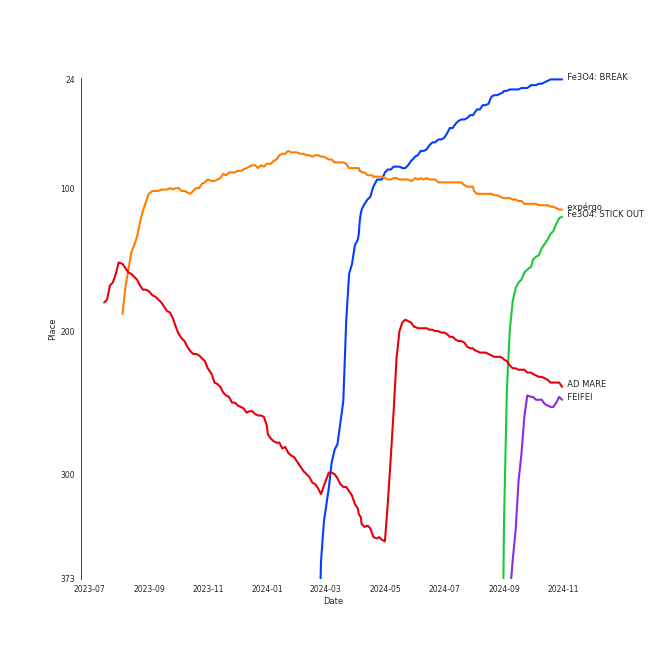 24
Fe3O4: BREAK
100
expérgo
Fe3O4: STICK OUT
Place
200
AD MARE
FEIFEI
300
373
2023-07 2023-09 2023-11 2024-01 2024-03 2024-05 2024-07 2024-09 2024-11
Date